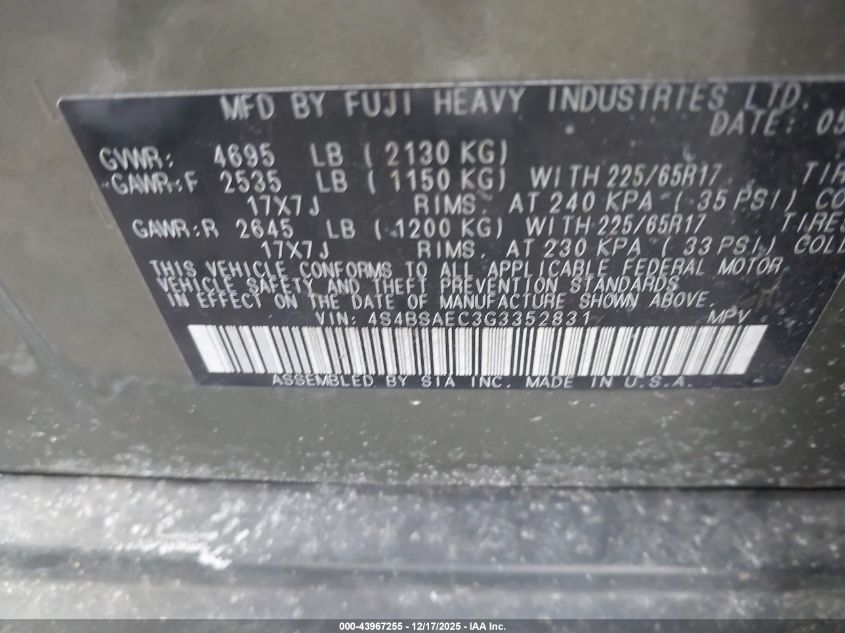 MFD BY FUJI HEAVY INDUSTRIES LTD.
DATE: 05
GVWR: 4695 LB ( 2130 KG)
GAWR:F 2535 LB ( 1150 KG) WITH 225/65R17 TIRE
17X7J RIMS, AT 240 KPA ( 35 PSI) CO
GAWR:R 2645 LB ( 1200 KG) WITH 225/65R17 TIRES
17X7J RIMS, AT 230 KPA ( 33 PSI) COLD
THIS VEHICLE CONFORMS TO ALL APPLICABLE FEDERAL MOTOR
VEHICLE SAFETY AND THEFT PREVENTION STANDARDS
IN EFFECT ON THE DATE OF MANUFACTURE SHOWN ABOVE.
VIN: 4S4BSAEC3G3352831 MPV
ASSEMBLED BY SIA INC. MADE IN U.S.A.
000-43967255 - 12/17/2025 - IAA Inc.